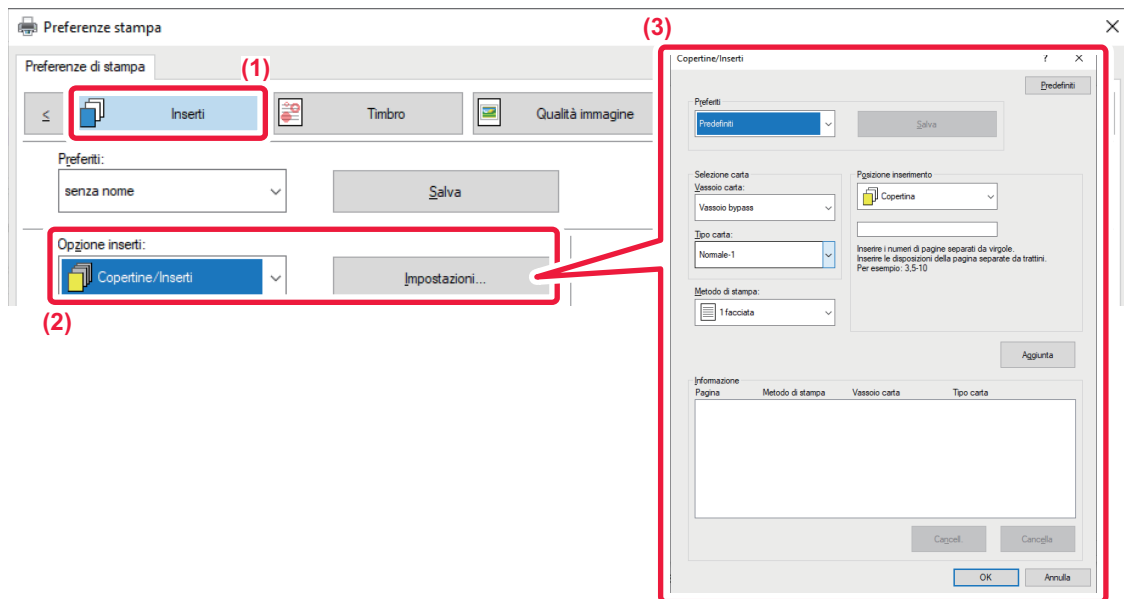 Preferenze stampa
(3)
Preferenze di stampa
(1)
≤ Inserti Timbro Qualità immagine
Preferiti:
senza nome Salva
Opzione inserti:
Copertine/Inserti Impostazioni...
(2)
Copertine/Inserti ? X
Predefiniti
Preferiti
Predefiniti Salva
Selezione carta
Vassoio carta:
Vassoio bypass
Tipo carta:
Normale-1
Metodo di stampa:
1 facciata
Posizione inserimento
Copertina
Inserire i numeri di pagine separati da virgole.
Inserire le disposizioni della pagina separate da trattini.
Per esempio: 3,5-10
Aggiunta
Informazione
Pagina Metodo di stampa Vassoio carta Tipo carta
Cancell. Cancella
OK Annulla